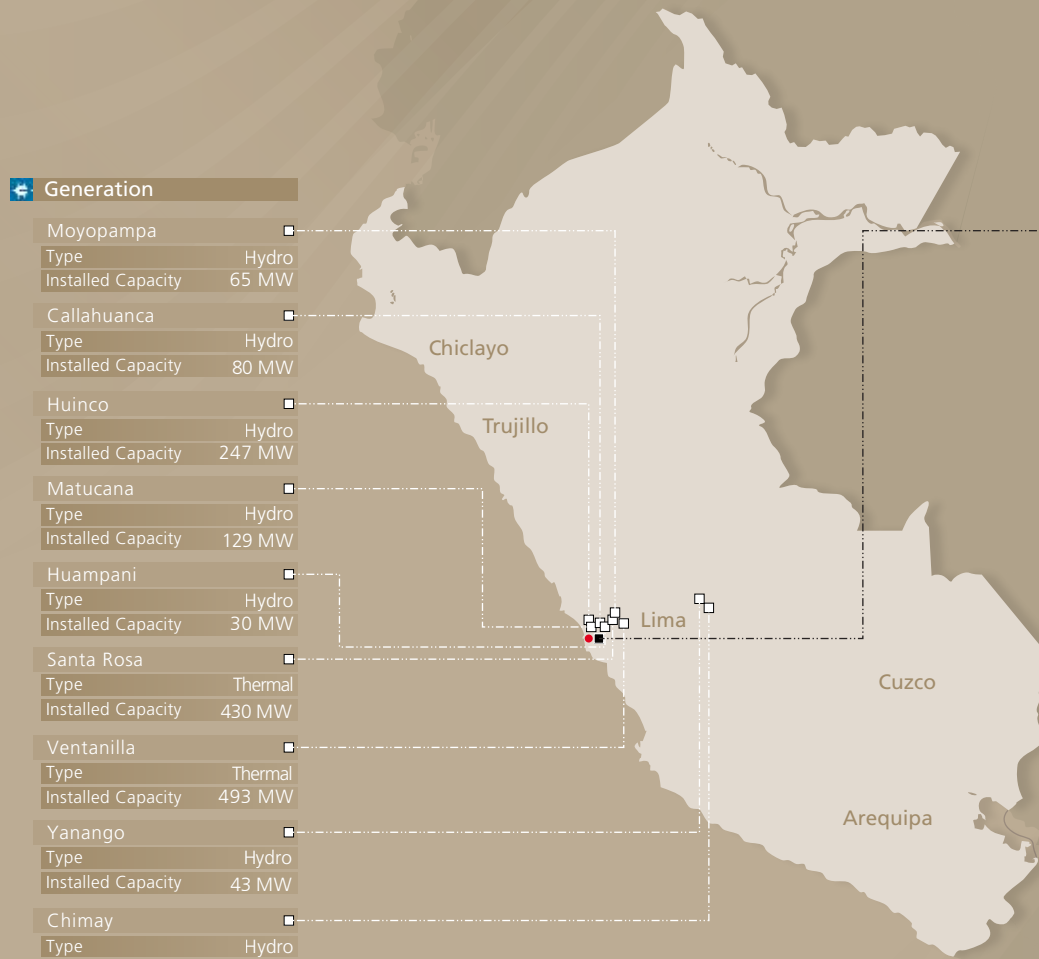 Generation
Moyopampa
Type Hydro
Installed Capacity 65 MW
Callahuanca
Type Hydro
Installed Capacity 80 MW
Huinco
Type Hydro
Installed Capacity 247 MW
Matucana
Type Hydro
Installed Capacity 129 MW
Huampani
Type Hydro
Installed Capacity 30 MW
Santa Rosa
Type Thermal
Installed Capacity 430 MW
Ventanilla
Type Thermal
Installed Capacity 493 MW
Yanango
Type Hydro
Installed Capacity 43 MW
Chimay
Type Hydro
Chiclayo
Trujillo
Lima
Cuzco
Arequipa